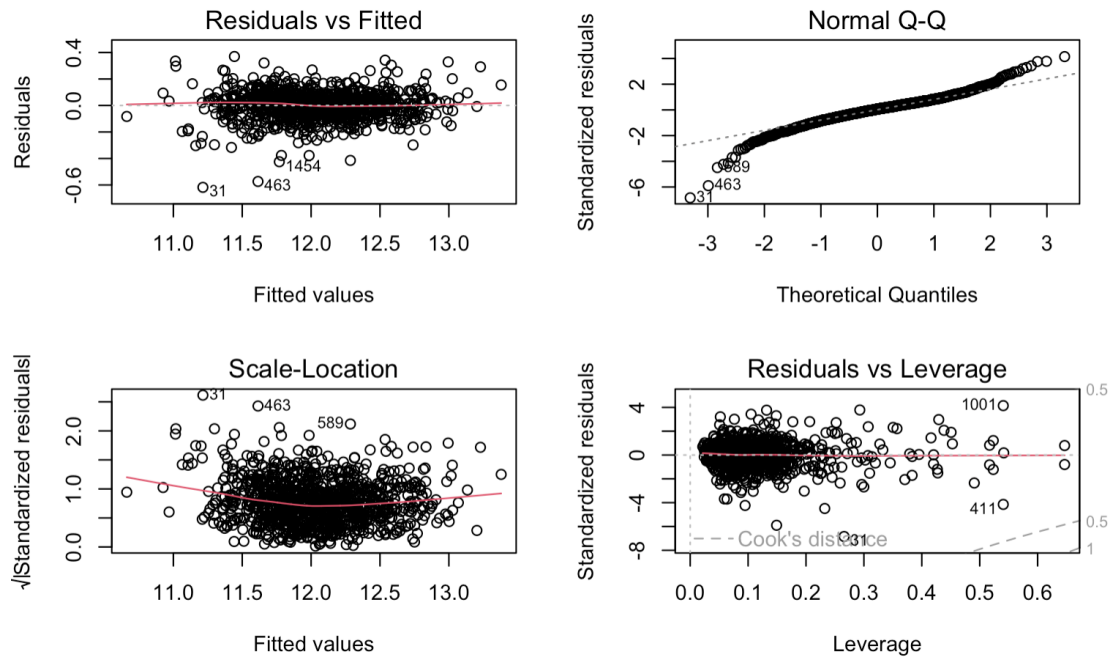 Residuals vs Fitted
Residuals
0.4
0.0
-0.6
1454
463
31
11.0 11.5 12.0 12.5 13.0
Fitted values
Normal Q-Q
Standardized residuals
2
-2
-6
589
463
31
-3 -2 -1 0 1 2 3
Theoretical Quantiles
Scale-Location
√|Standardized residuals|
2.0
1.0
0.0
31
463
589
11.0 11.5 12.0 12.5 13.0
Fitted values
Residuals vs Leverage
Standardized residuals
4
0
-4
-8
1001
411
31
Cook's distance
0.5
0.5
1
0.0 0.1 0.2 0.3 0.4 0.5 0.6
Leverage